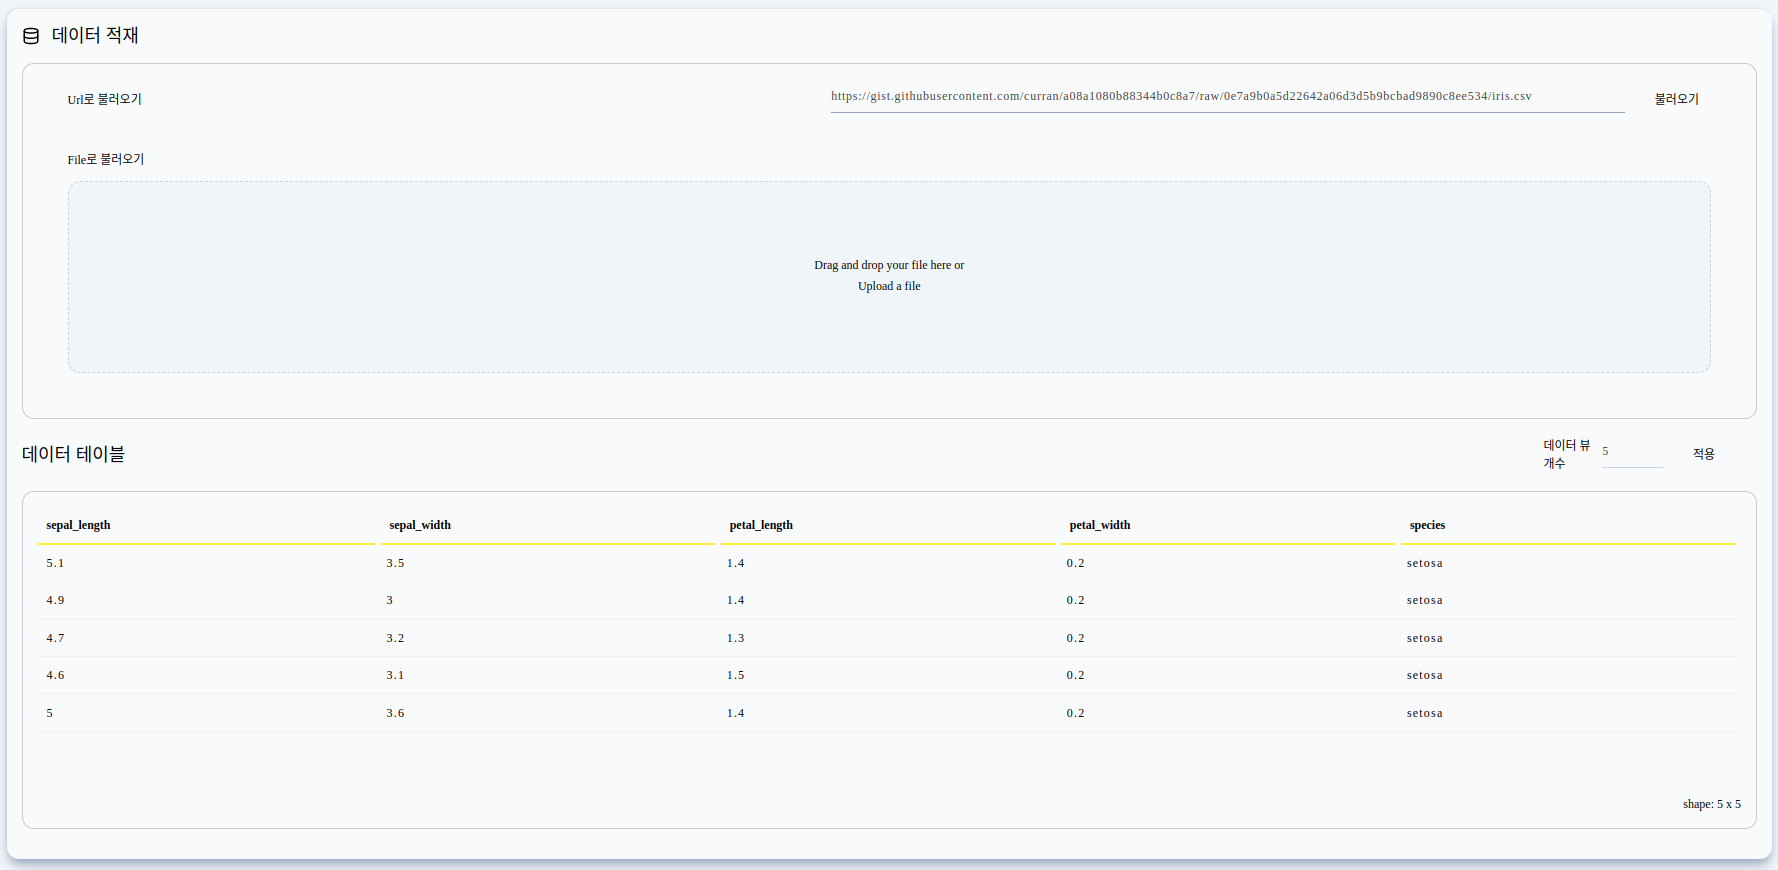 데이터 적재
Url로 불러오기
https://gist.githubusercontent.com/curran/a08a1080b88344b0c8a7/raw/0e7a9b0a5d22642a06d3d5b9bcbad9890c8ee534/iris.csv
불러오기
File로 불러오기
Drag and drop your file here or
Upload a file
데이터 테이블
데이터 뷰
개수
5
적용
sepal_length sepal_width petal_length petal_width species
5.1 3.5 1.4 0.2 setosa
4.9 3 1.4 0.2 setosa
4.7 3.2 1.3 0.2 setosa
4.6 3.1 1.5 0.2 setosa
5 3.6 1.4 0.2 setosa
shape: 5 x 5